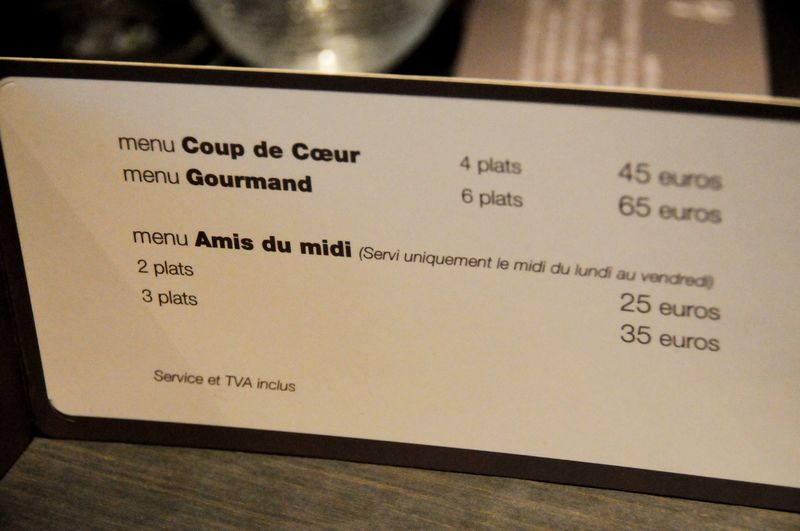 menu Coup de Cœur 4 plats 45 euros
menu Gourmand 6 plats 65 euros
menu Amis du midi (Servi uniquement le midi du lundi au vendredi)
2 plats 25 euros
3 plats 35 euros
Service et TVA inclus